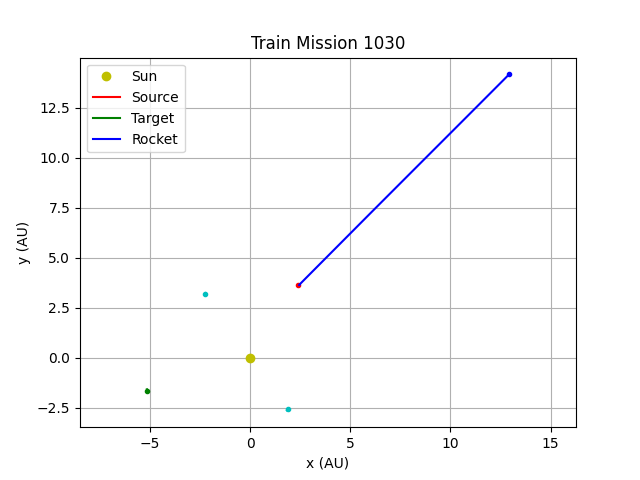 Train Mission 1030
Sun
Source
Target
Rocket
y (AU)
12.5
10.0
7.5
5.0
2.5
0.0
−2.5
−5
0
5
10
15
x (AU)